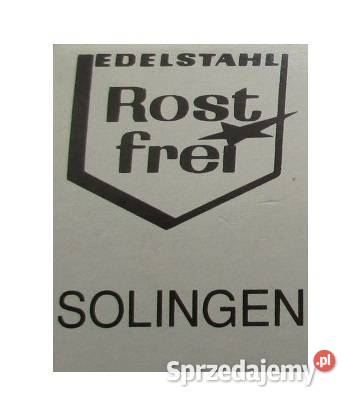 EDELSTAHL
Rost
frei
SOLINGEN
Sprzedajemy.pl